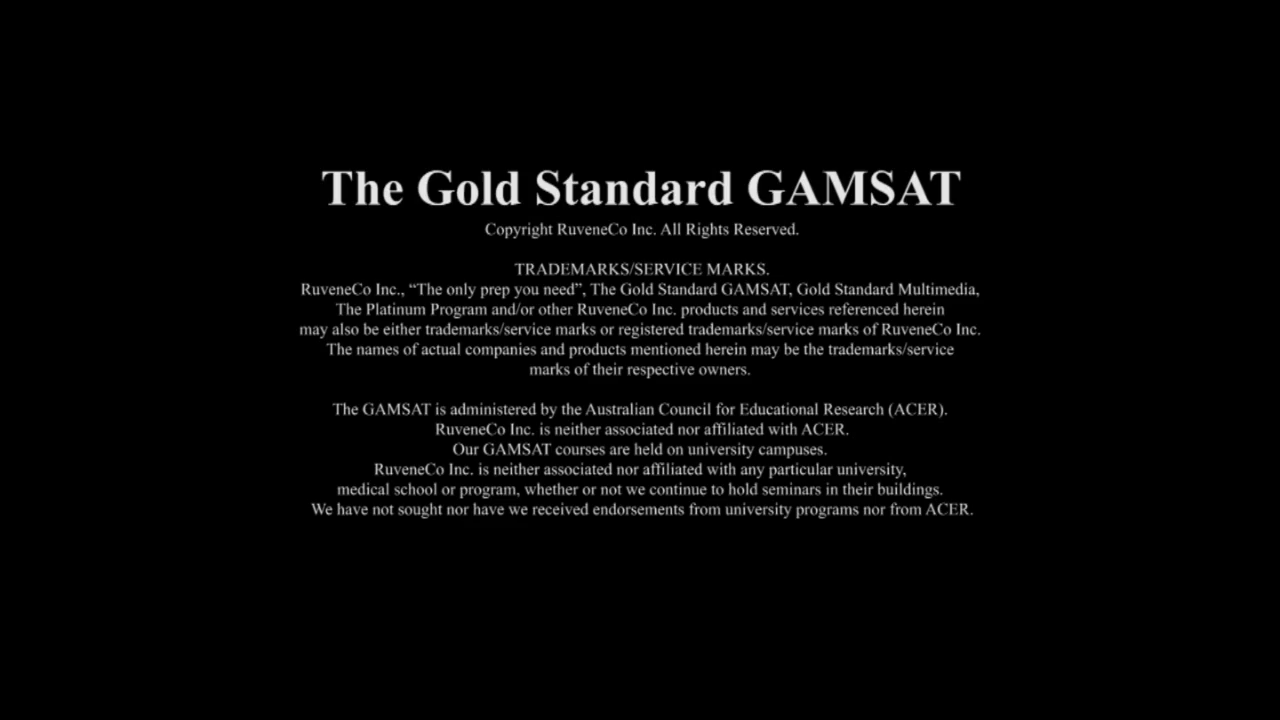 The Gold Standard GAMSAT
Copyright RuveneCo Inc. All Rights Reserved.
TRADEMARKS/SERVICE MARKS.
RuveneCo Inc., “The only prep you need”, The Gold Standard GAMSAT, Gold Standard Multimedia,
The Platinum Program and/or other RuveneCo Inc. products and services referenced herein
may also be either trademarks/service marks or registered trademarks/service marks of RuveneCo Inc.
The names of actual companies and products mentioned herein may be the trademarks/service
marks of their respective owners.
The GAMSAT is administered by the Australian Council for Educational Research (ACER).
RuveneCo Inc. is neither associated nor affiliated with ACER.
Our GAMSAT courses are held on university campuses.
RuveneCo Inc. is neither associated nor affiliated with any particular university,
medical school or program, whether or not we continue to hold seminars in their buildings.
We have not sought nor have we received endorsements from university programs nor from ACER.